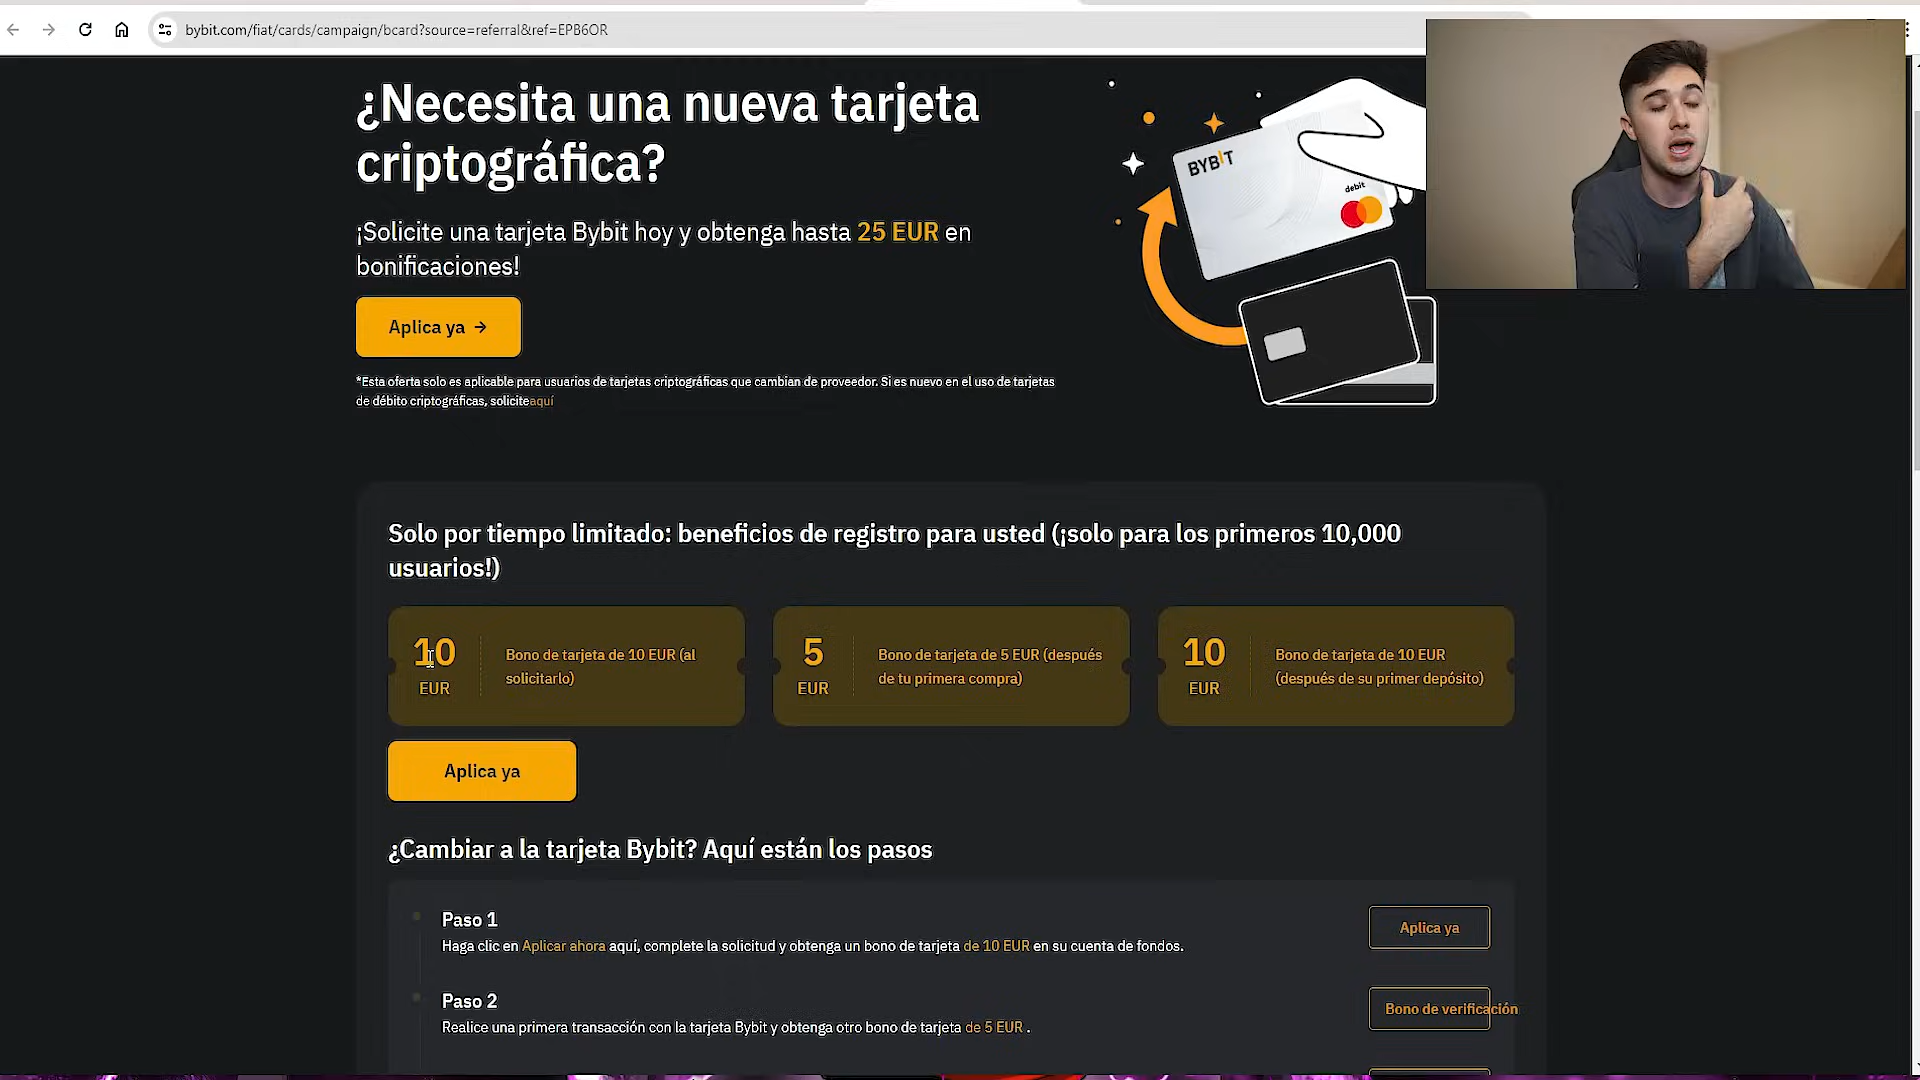 bybit.com/fiat/cards/campaign/bcard?source=referral&ref=EPB6OR
¿Necesita una nueva tarjeta
criptográfica?
¡Solicite una tarjeta Bybit hoy y obtenga hasta 25 EUR en
bonificaciones!
Aplica ya →
*Esta oferta solo es aplicable para usuarios de tarjetas criptográficas que cambian de proveedor. Si es nuevo en el uso de tarjetas
de débito criptográficas, soliciteaquí
BYBIT
debit
Solo por tiempo limitado: beneficios de registro para usted (¡solo para los primeros 10,000
usuarios!)
10
EUR
Bono de tarjeta de 10 EUR (al
solicitarlo)
5
EUR
Bono de tarjeta de 5 EUR (después
de tu primera compra)
10
EUR
Bono de tarjeta de 10 EUR
(después de su primer depósito)
Aplica ya
¿Cambiar a la tarjeta Bybit? Aquí están los pasos
Paso 1
Haga clic en Aplicar ahora aquí, complete la solicitud y obtenga un bono de tarjeta de 10 EUR en su cuenta de fondos.
Aplica ya
Paso 2
Realice una primera transacción con la tarjeta Bybit y obtenga otro bono de tarjeta de 5 EUR .
Bono de verificación